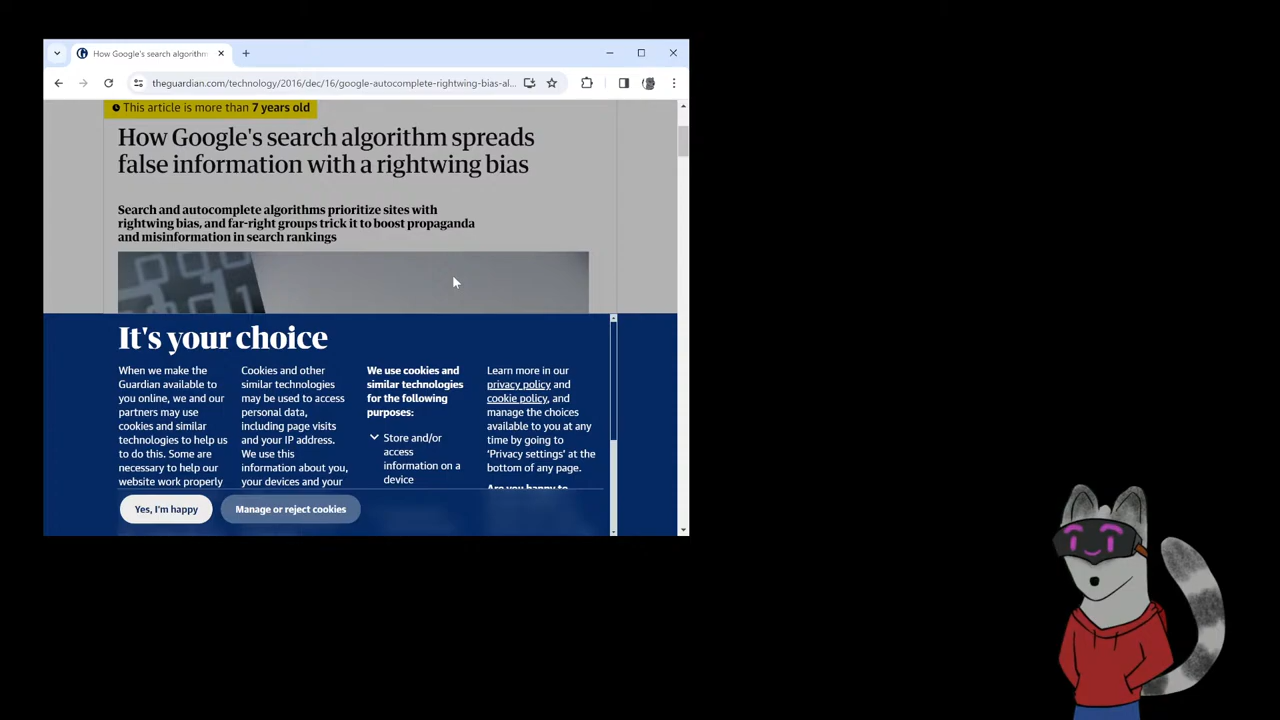 How Google's search algorithm
theguardian.com/technology/2016/dec/16/google-autocomplete-rightwing-bias-al...
This article is more than 7 years old
How Google's search algorithm spreads
false information with a rightwing bias
Search and autocomplete algorithms prioritize sites with
rightwing bias, and far-right groups trick it to boost propaganda
and misinformation in search rankings
It's your choice
When we make the
Guardian available to
you online, we and our
partners may use
cookies and similar
technologies to help us
to do this. Some are
necessary to help our
website work properly
Cookies and other
similar technologies
may be used to access
personal data,
including page visits
and your IP address.
We use this
information about you,
your devices and your
We use cookies and
similar technologies
for the following
purposes:
Store and/or
access
information on a
device
Learn more in our
privacy policy and
cookie policy, and
manage the choices
available to you at any
time by going to
'Privacy settings' at the
bottom of any page.
Are you happy to
Yes, I'm happy
Manage or reject cookies